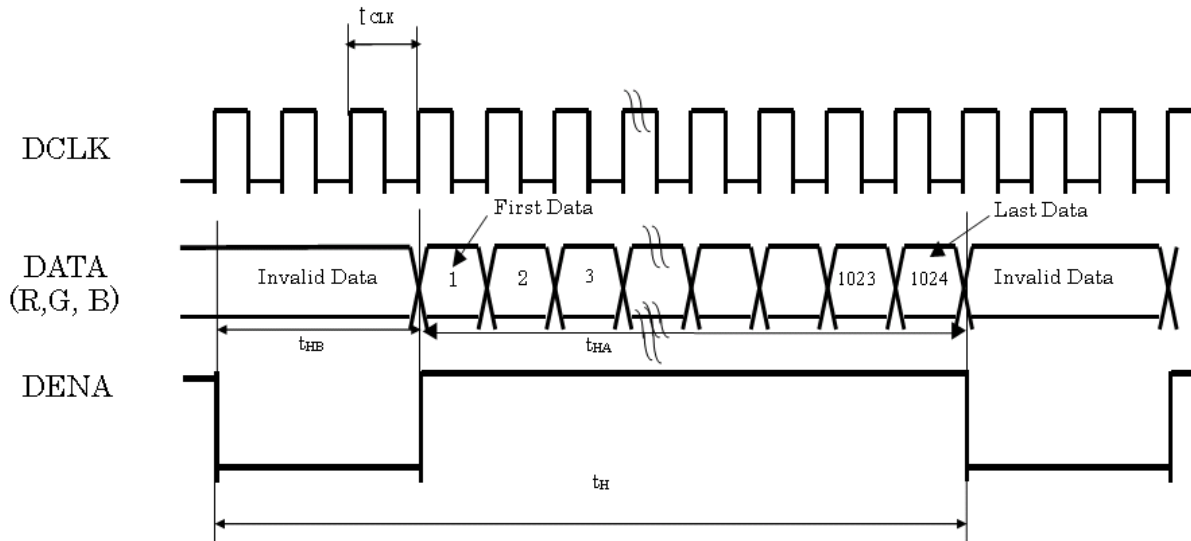 t CLK
DCLK
First Data
Last Data
DATA
(R,G, B)
Invalid Data
1
2
3
1023
1024
Invalid Data
tHB
tHA
DENA
tH